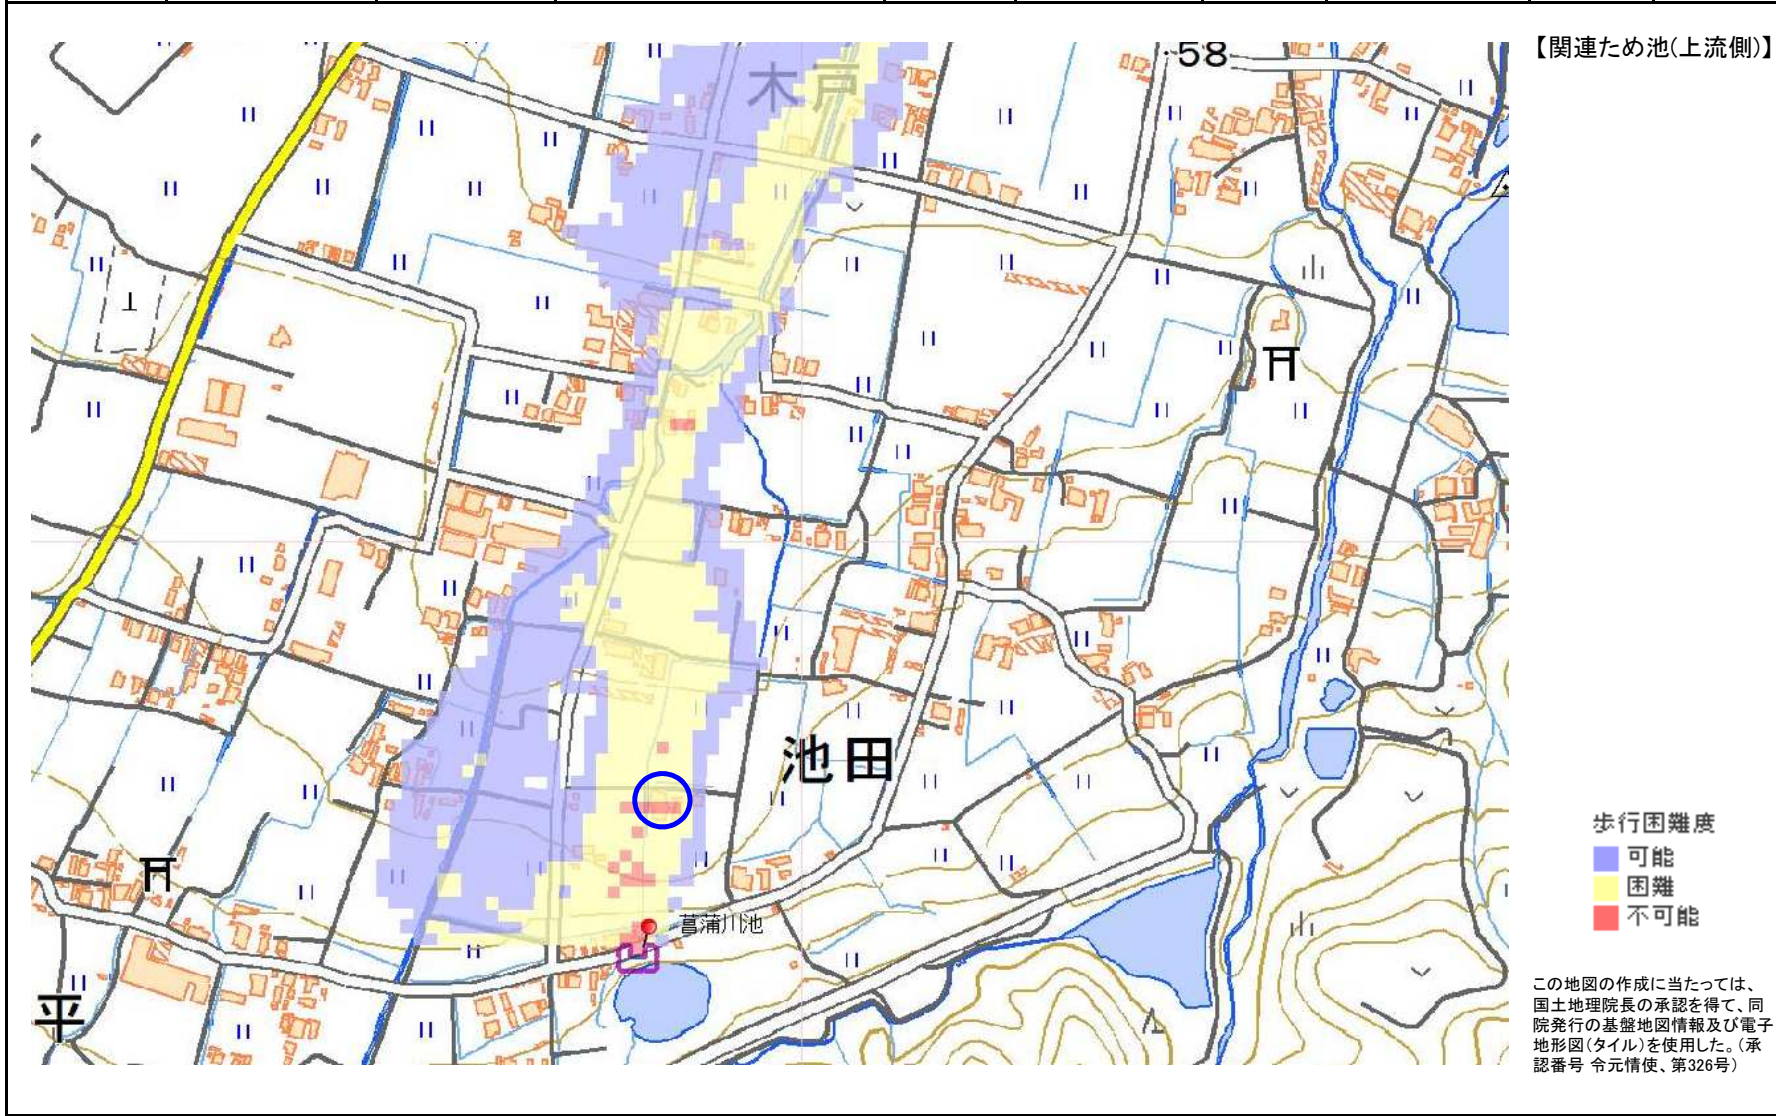 【関連ため池(上流側)】
木戸
58
池田
菖蒲川池
平
歩行困難度
可能
困難
不可能
この地図の作成に当たっては、
国土地理院長の承認を得て、同
院発行の基盤地図情報及び電子
地形図(タイル)を使用した。(承
認番号 令元情使、第326号)